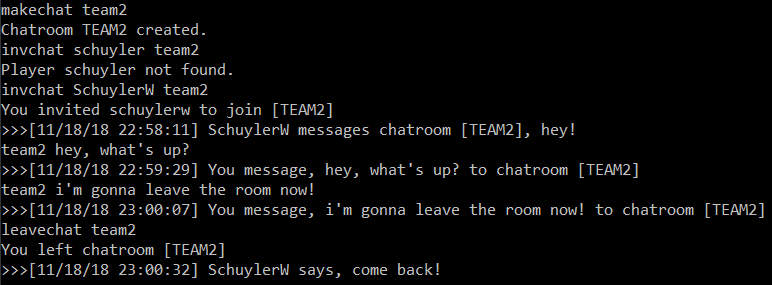 makechat team2
Chatroom TEAM2 created.
invchat schuyler team2
Player schuyler not found.
invchat SchuylerW team2
You invited schuylerw to join [TEAM2]
>>>[11/18/18 22:58:11] SchuylerW messages chatroom [TEAM2], hey!
team2 hey, what's up?
>>>[11/18/18 22:59:29] You message, hey, what's up? to chatroom [TEAM2]
team2 i'm gonna leave the room now!
>>>[11/18/18 23:00:07] You message, i'm gonna leave the room now! to chatroom [TEAM2]
leavechat team2
You left chatroom [TEAM2]
>>>[11/18/18 23:00:32] SchuylerW says, come back!